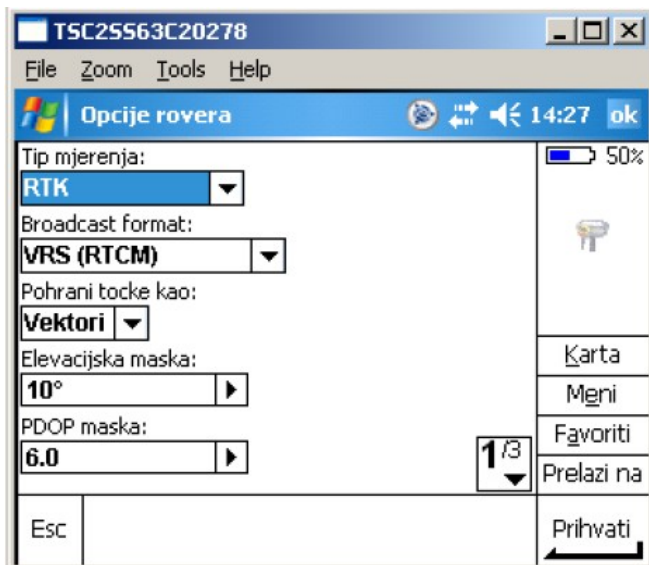 TSC2SS63C20278
File Zoom Tools Help
Opcije rovera 14:27 ok
Tip mjerenja:
RTK
50%
Broadcast format:
VRS (RTCM)
Pohrani tocke kao:
Vektori
Elevacijska maska:
10°
PDOP maska:
6.0
1/3
Karta
Meni
Favoriti
Prelazi na
Esc
Prihvati